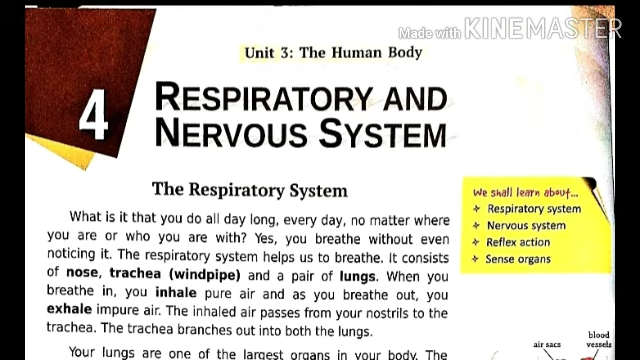 Made with KINEMASTER
Unit 3: The Human Body
4
RESPIRATORY AND
NERVOUS SYSTEM
The Respiratory System
What is it that you do all day long, every day, no matter where
you are or who you are with? Yes, you breathe without even
noticing it. The respiratory system helps us to breathe. It consists
of nose, trachea (windpipe) and a pair of lungs. When you
breathe in, you inhale pure air and as you breathe out, you
exhale impure air. The inhaled air passes from your nostrils to the
trachea. The trachea branches out into both the lungs.
Your lungs are one of the largest organs in your body. The
We shall learn about...
Respiratory system
Nervous system
Reflex action
Sense organs
blood
vessels
air sacs